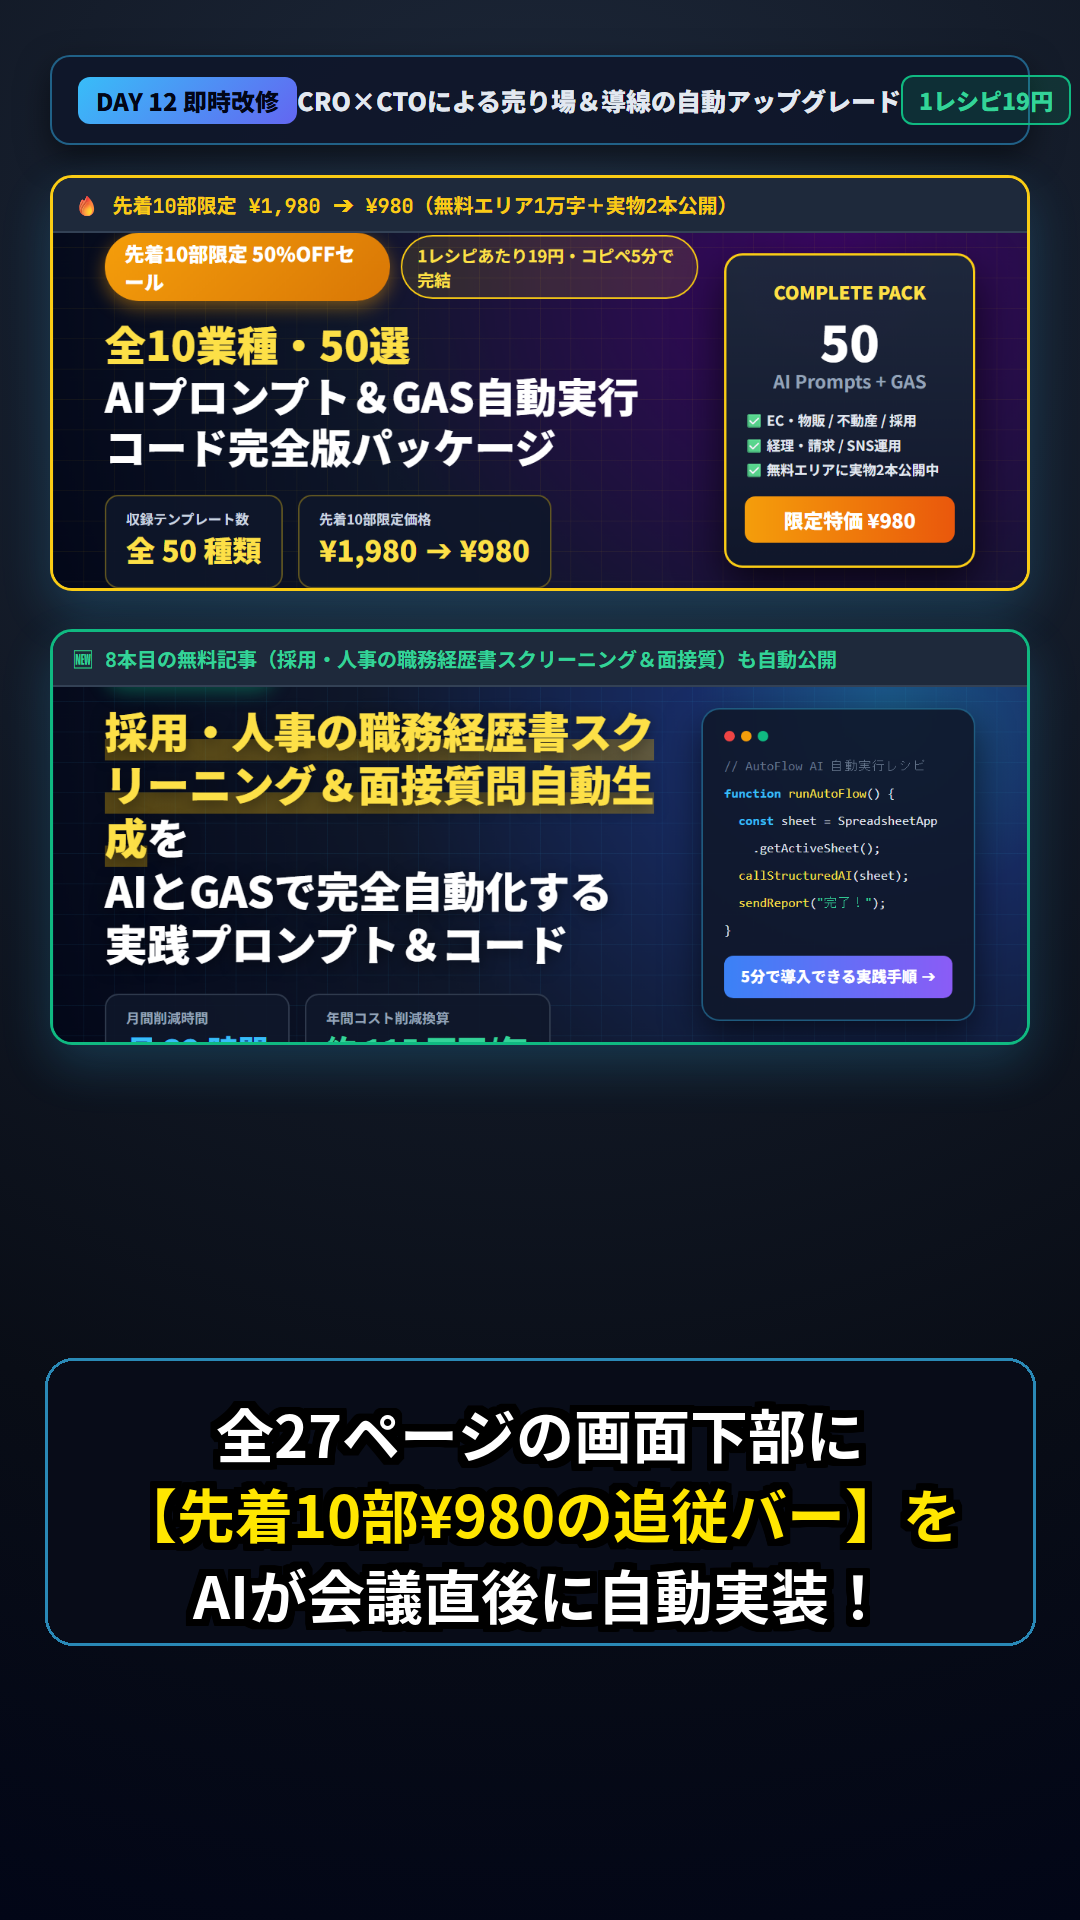 DAY 12 即時改修 CRO×CTOによる売り場＆導線の自動アップグレード 1レシピ19円
🔥 先着10部限定 ¥1,980 → ¥980（無料エリア1万字＋実物2本公開）
先着10部限定 50%OFFセ
ール
1レシピあたり19円・コピペ5分で
完結
全10業種・50選
AIプロンプト＆GAS自動実行
コード完全版パッケージ
収録テンプレート数
全 50 種類
先着10部限定価格
¥1,980 → ¥980
COMPLETE PACK
50
AI Prompts + GAS
✅ EC・物販 / 不動産 / 採用
✅ 経理・請求 / SNS運用
✅ 無料エリアに実物2本公開中
限定特価 ¥980
🆕 8本目の無料記事（採用・人事の職務経歴書スクリーニング＆面接質）も自動公開
採用・人事の職務経歴書スク
リーニング＆面接質問自動生
成を
AIとGASで完全自動化する
実践プロンプト＆コード
月間削減時間
年間コスト削減換算
// AutoFlow AI 自動実行レシピ
function runAutoFlow() {
const sheet = SpreadsheetApp
.getActiveSheet();
callStructuredAI(sheet);
sendReport("完了！");
}
5分で導入できる実践手順 →
全27ページの画面下部に
【先着10部¥980の追従バー】を
AIが会議直後に自動実装！